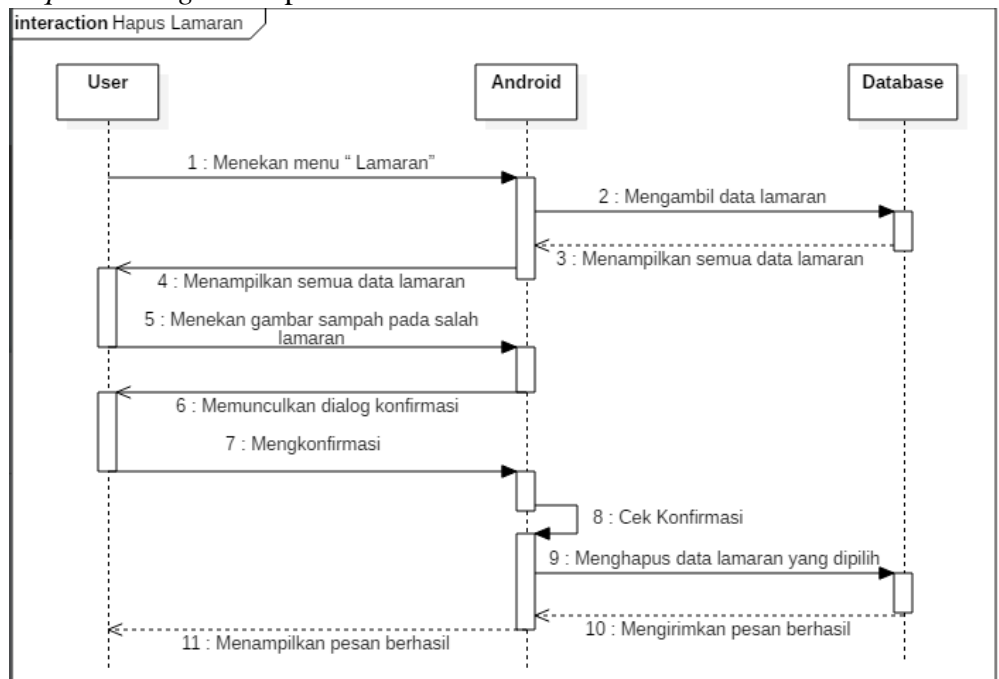 interaction Hapus Lamaran
User
Android
Database
1 : Menekan menu “ Lamaran”
2 : Mengambil data lamaran
3 : Menampilkan semua data lamaran
4 : Menampilkan semua data lamaran
5 : Menekan gambar sampah pada salah
lamaran
6 : Memunculkan dialog konfirmasi
7 : Mengkonfirmasi
8 : Cek Konfirmasi
9 : Menghapus data lamaran yang dipilih
10 : Mengirimkan pesan berhasil
11 : Menampilkan pesan berhasil